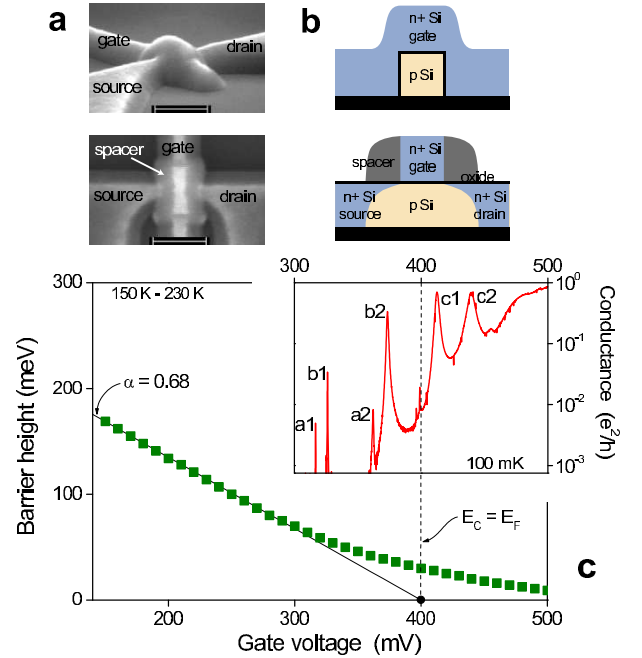 a
gate
drain
source
gate
spacer
source
drain
b
n+ Si
gate
p Si
n+ Si
gate
spacer
oxide
n+ Si
source
p Si
n+ Si
drain
300
400
500
150 K - 230 K
b2
c1
c2
b1
a1
a2
100 mK
10^0
10^-1
10^-2
10^-3
Conductance (e^2/h)
α = 0.68
E_C = E_F
c
300
200
100
0
Barrier height (meV)
200
300
400
500
Gate voltage (mV)